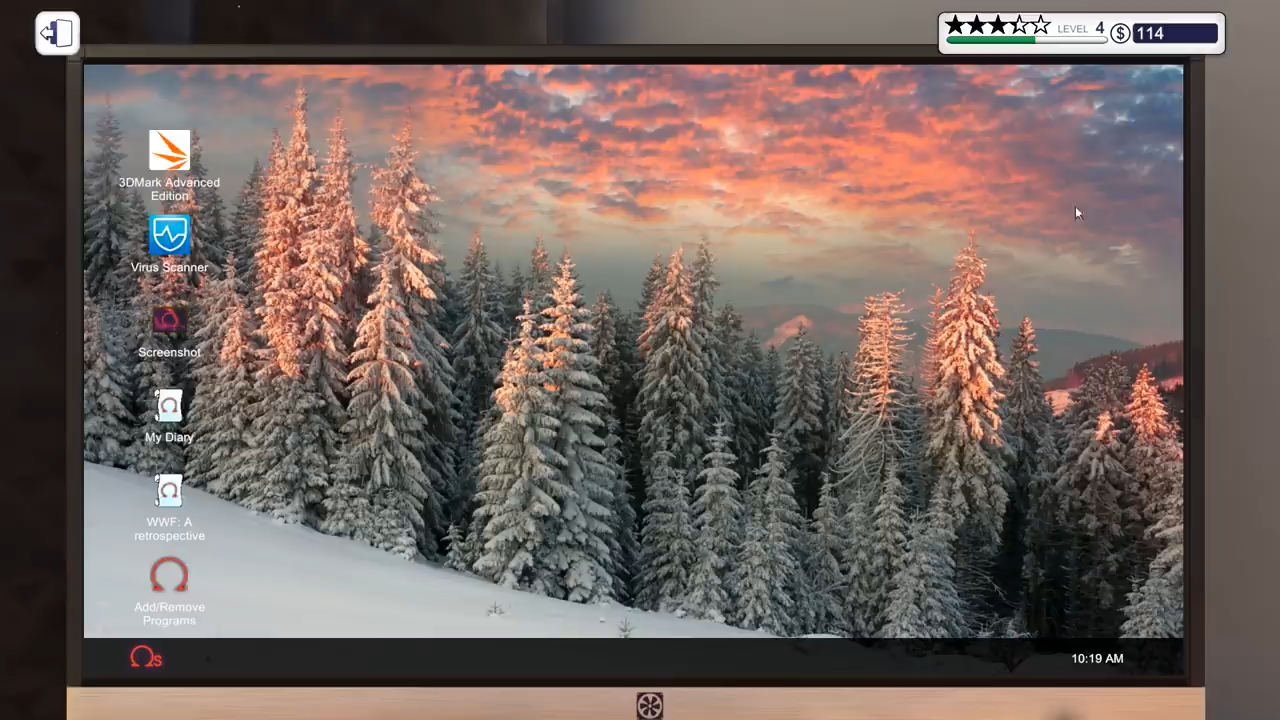 LEVEL 4
$ 114
3DMark Advanced
Edition
Virus Scanner
Screenshot
My Diary
WWF: A
retrospective
Add/Remove
Programs
Ωs
10:19 AM